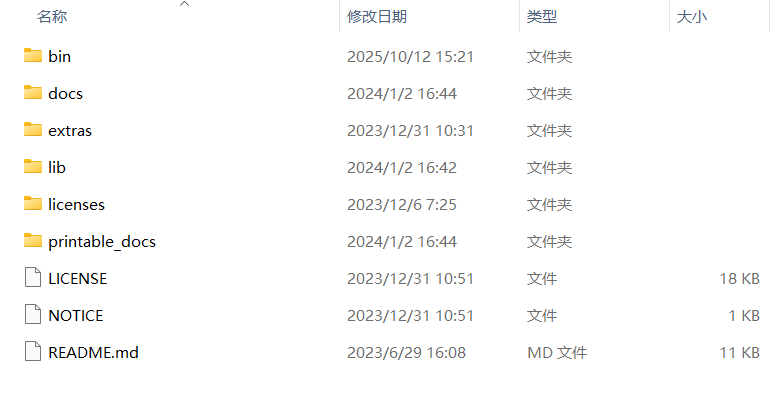 名称 修改日期 类型 大小
bin 2025/10/12 15:21 文件夹
docs 2024/1/2 16:44 文件夹
extras 2023/12/31 10:31 文件夹
lib 2024/1/2 16:42 文件夹
licenses 2023/12/6 7:25 文件夹
printable_docs 2024/1/2 16:44 文件夹
LICENSE 2023/12/31 10:51 文件 18 KB
NOTICE 2023/12/31 10:51 文件 1 KB
README.md 2023/6/29 16:08 MD 文件 11 KB